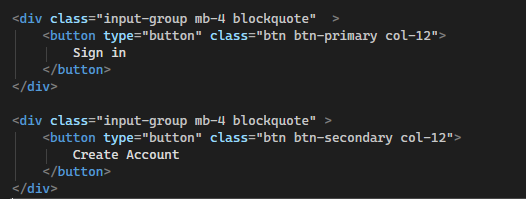 <div class="input-group mb-4 blockquote"  >
    <button type="button" class="btn btn-primary col-12">
        Sign in
    </button>
</div>

<div class="input-group mb-4 blockquote" >
    <button type="button" class="btn btn-secondary col-12">
        Create Account
    </button>
</div>